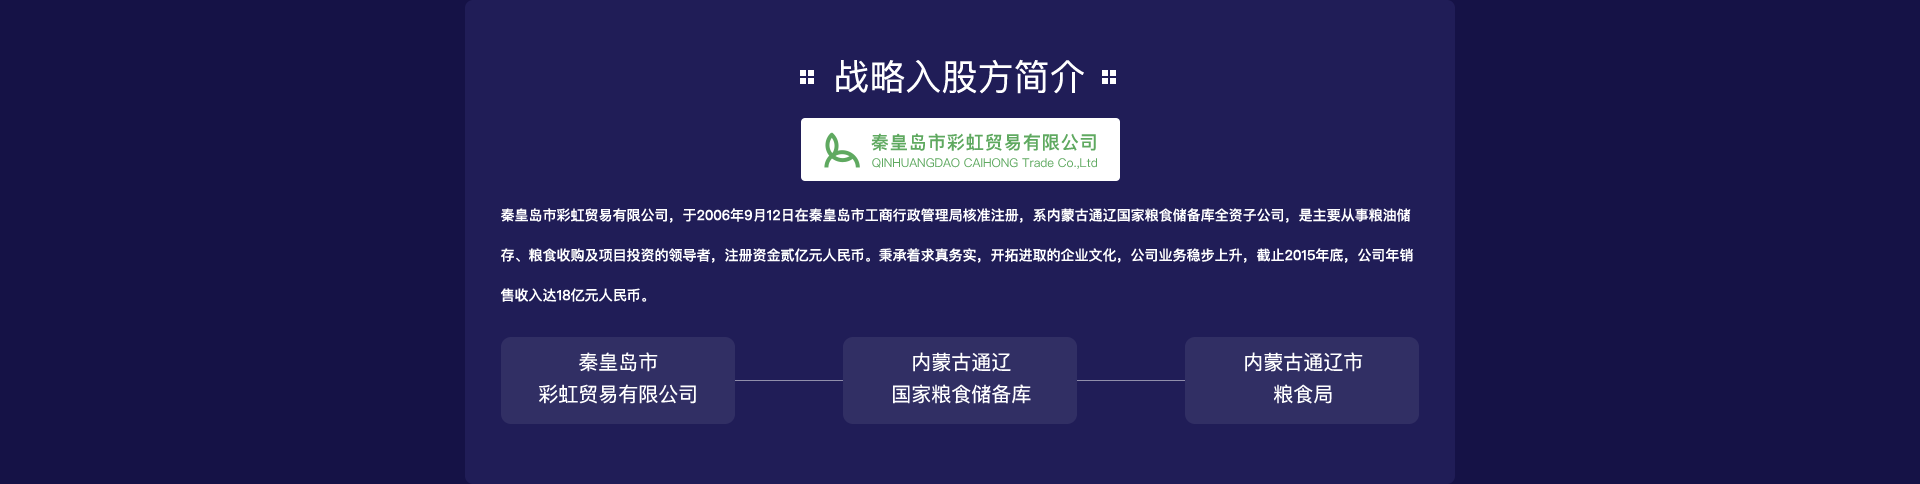 战略入股方简介
秦皇岛市彩虹贸易有限公司
QINHUANGDAO CAIHONG Trade Co.,Ltd
秦皇岛市彩虹贸易有限公司，于2006年9月12日在秦皇岛市工商行政管理局核准注册，系内蒙古通辽国家粮食储备库全资子公司，是主要从事粮油储
存、粮食收购及项目投资的领导者，注册资金贰亿元人民币。秉承着求真务实，开拓进取的企业文化，公司业务稳步上升，截止2015年底，公司年销
售收入达18亿元人民币。
秦皇岛市
彩虹贸易有限公司
内蒙古通辽
国家粮食储备库
内蒙古通辽市
粮食局